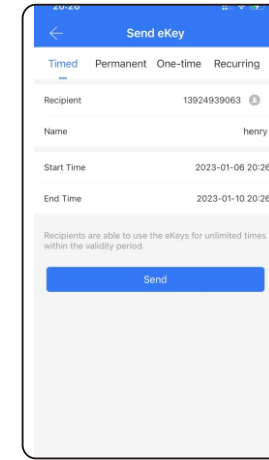 20:26
Send eKey
Timed Permanent One-time Recurring
Recipient 13924939063
Name henry
Start Time 2023-01-06 20:26
End Time 2023-01-10 20:26
Recipients are able to use the eKeys for unlimited times
within the validity period.
Send